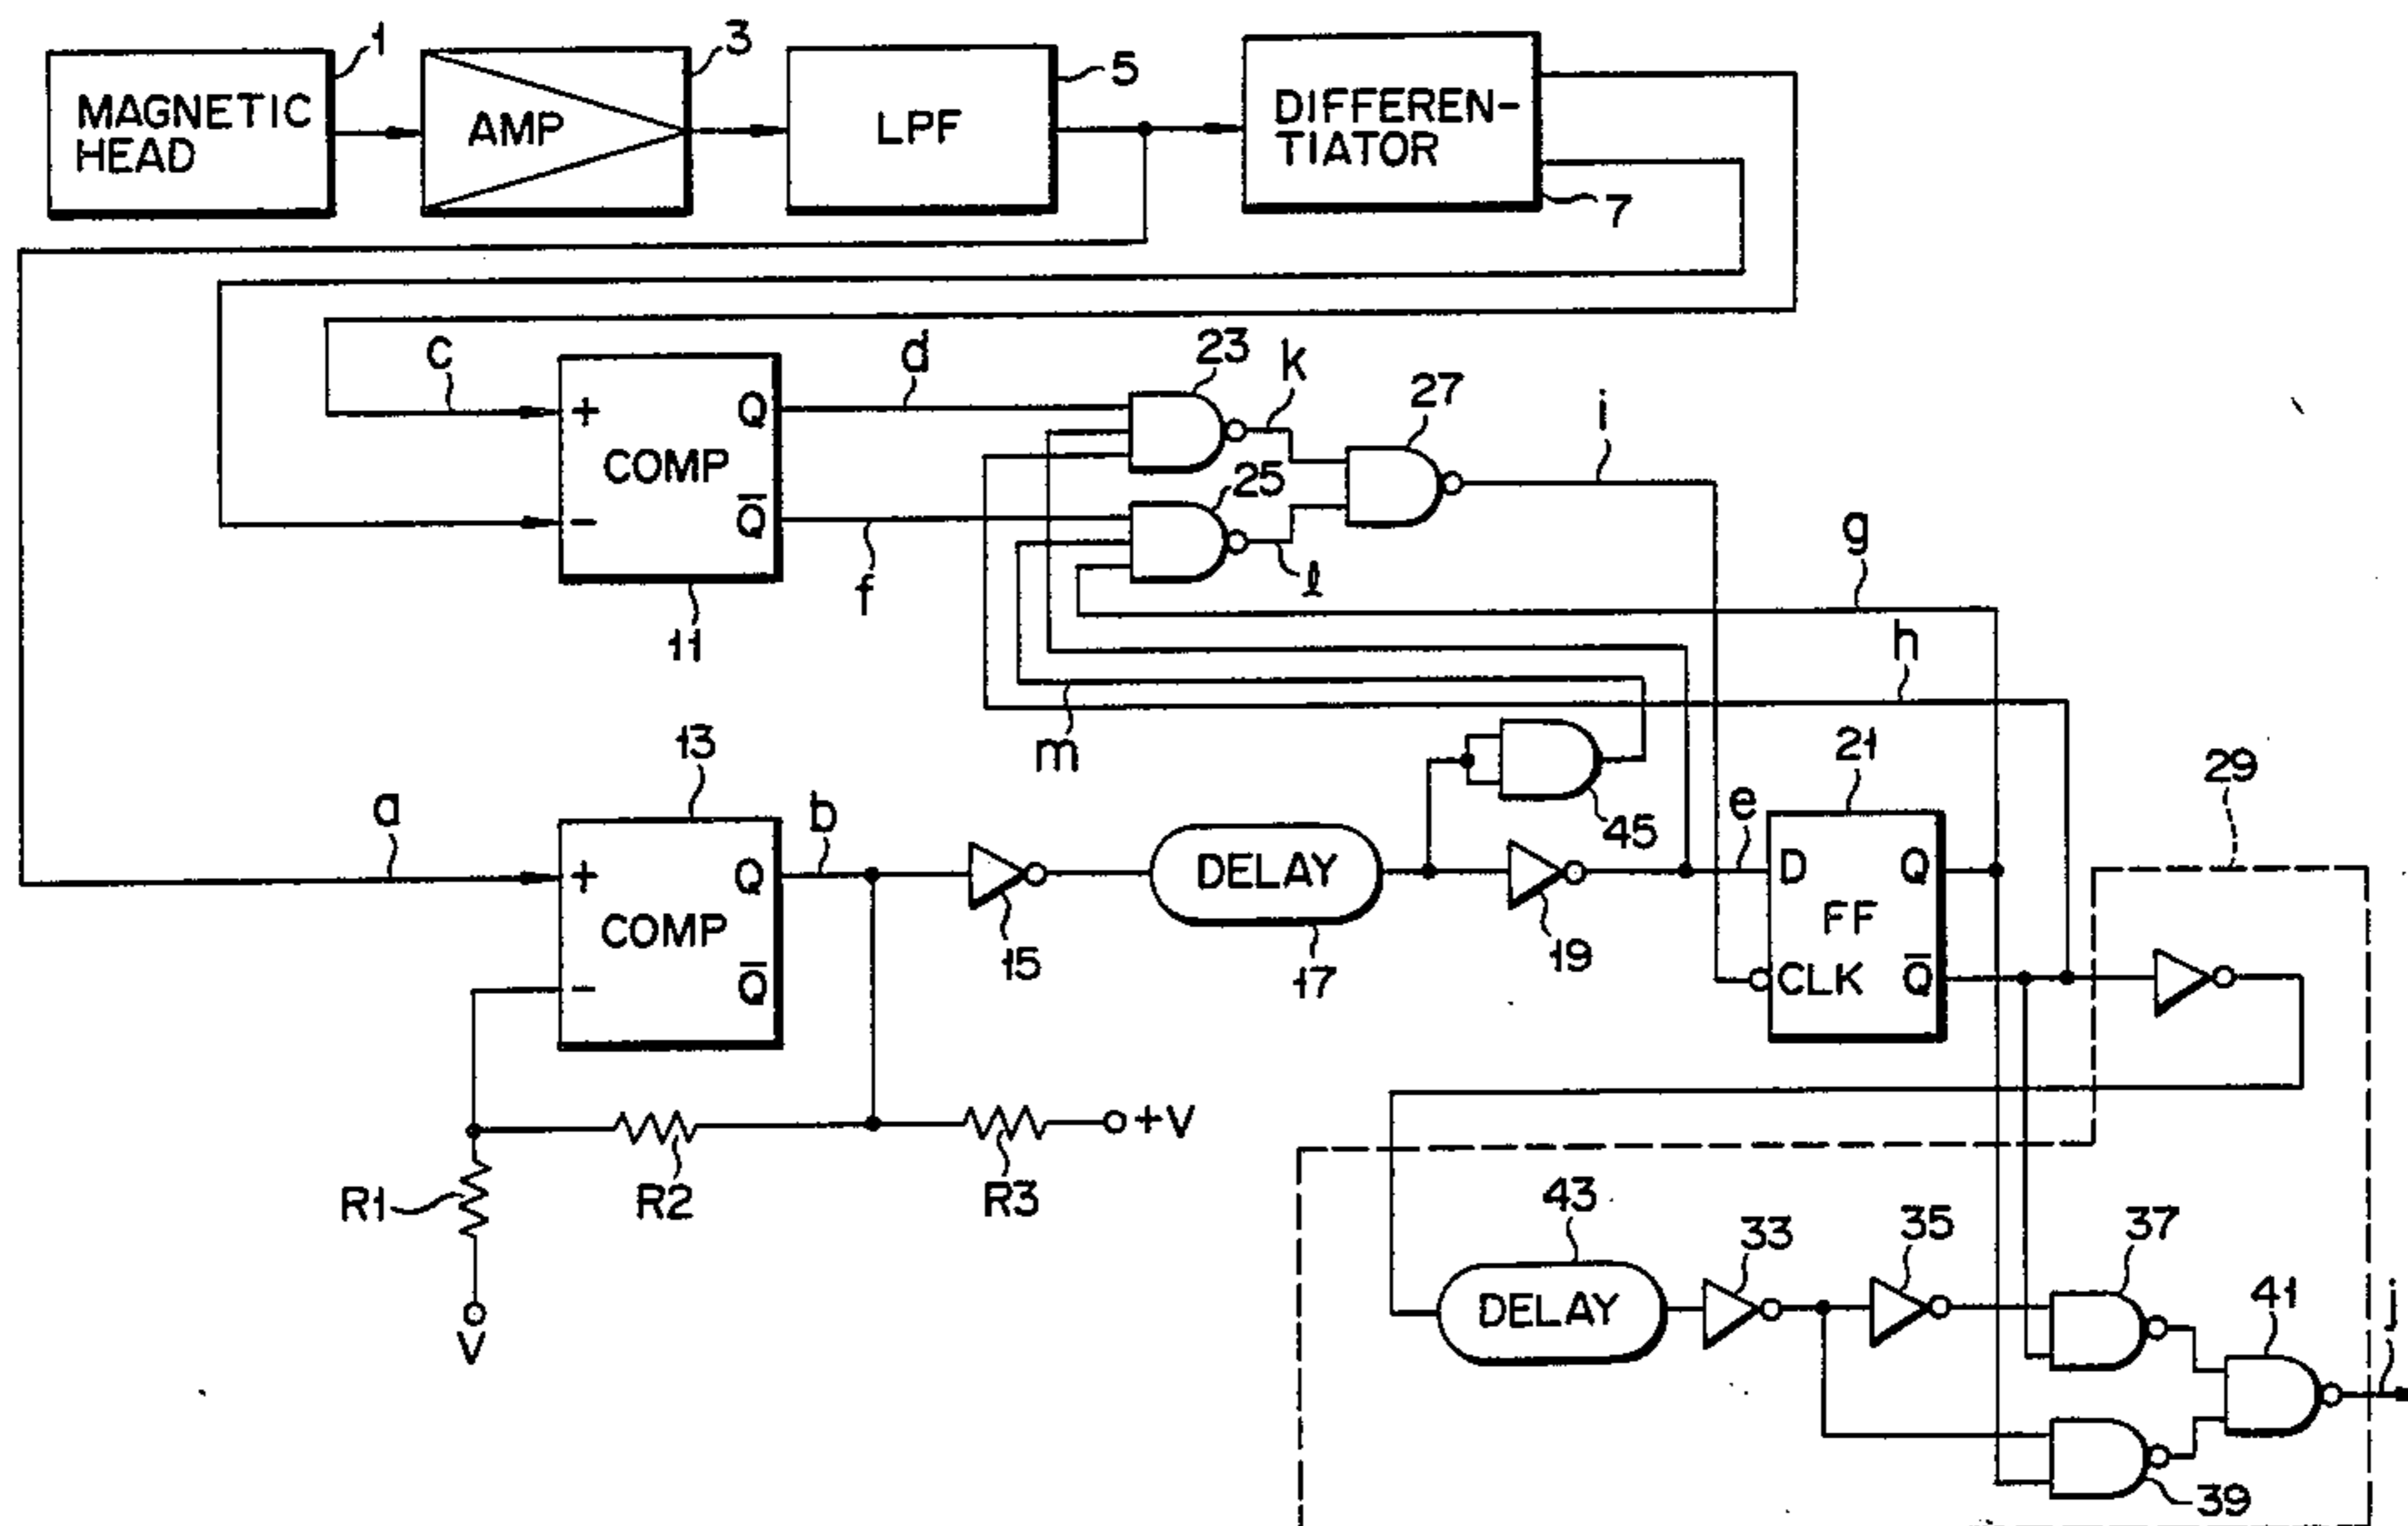 1
3
5
MAGNETIC
HEAD
AMP
LPF
DIFFEREN-
TIATOR
7
c
d
23
k
27
i
+
COMP
-
Q
Q̅
25
f
l
11
g
h
m
13
21
29
a
b
e
45
+
COMP
-
Q
Q̅
DELAY
15
17
19
D
FF
CLK
Q
Q̅
+V
R1
R2
R3
V
43
33
35
37
41
j
DELAY
39